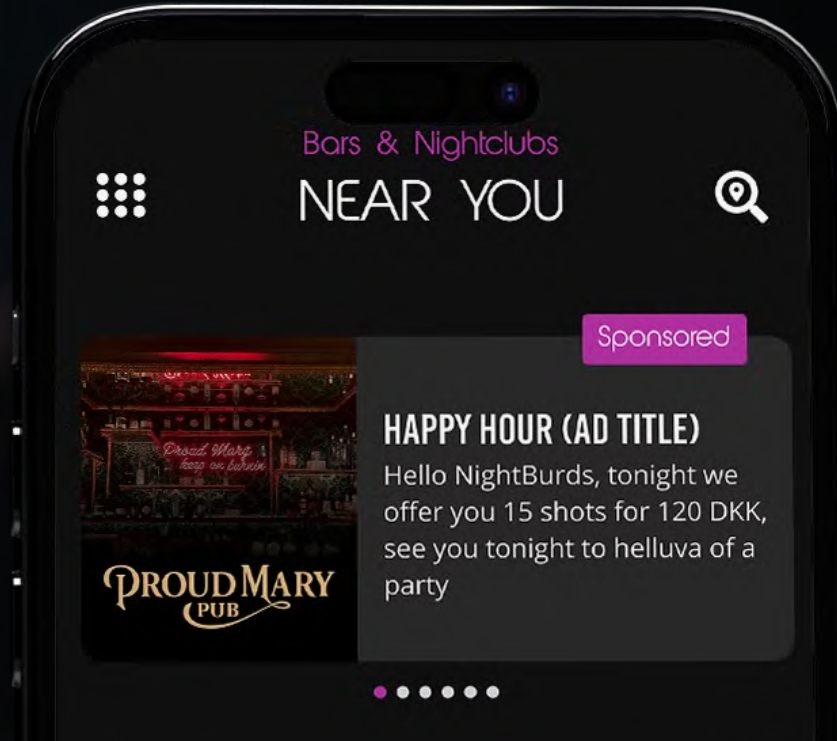 Bars & Nightclubs
NEAR YOU
Sponsored
HAPPY HOUR (AD TITLE)
Hello NightBurds, tonight we
offer you 15 shots for 120 DKK,
see you tonight to helluva of a
party
Proud Mary
keep on burnin
PROUD MARY
PUB